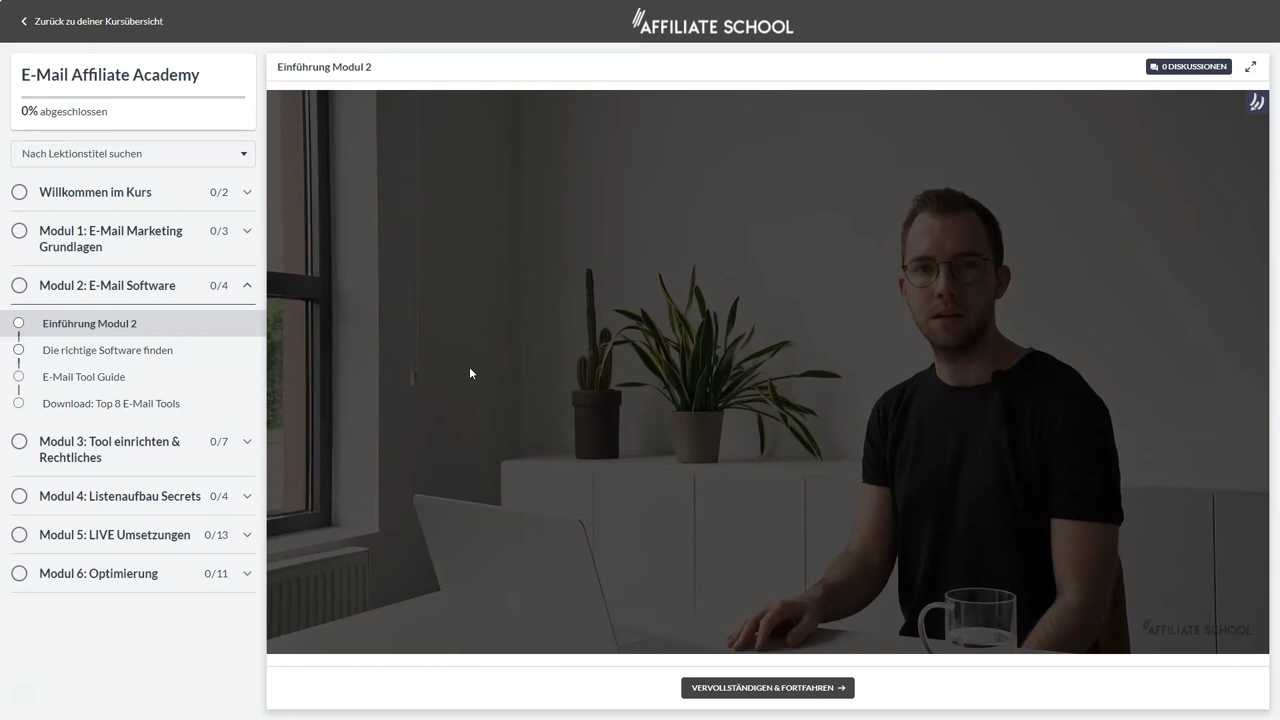 Zurück zu deiner Kursübersicht
AFFILIATE SCHOOL
E-Mail Affiliate Academy
0% abgeschlossen
Nach Lektionstitel suchen
Willkommen im Kurs 0/2
Modul 1: E-Mail Marketing
Grundlagen 0/3
Modul 2: E-Mail Software 0/4
Einführung Modul 2
Die richtige Software finden
E-Mail Tool Guide
Download: Top 8 E-Mail Tools
Modul 3: Tool einrichten &
Rechtliches 0/7
Modul 4: Listenaufbau Secrets 0/4
Modul 5: LIVE Umsetzungen 0/13
Modul 6: Optimierung 0/11
Einführung Modul 2
0 DISKUSSIONEN
AFFILIATE SCHOOL
VERVOLLSTÄNDIGEN & FORTFAHREN